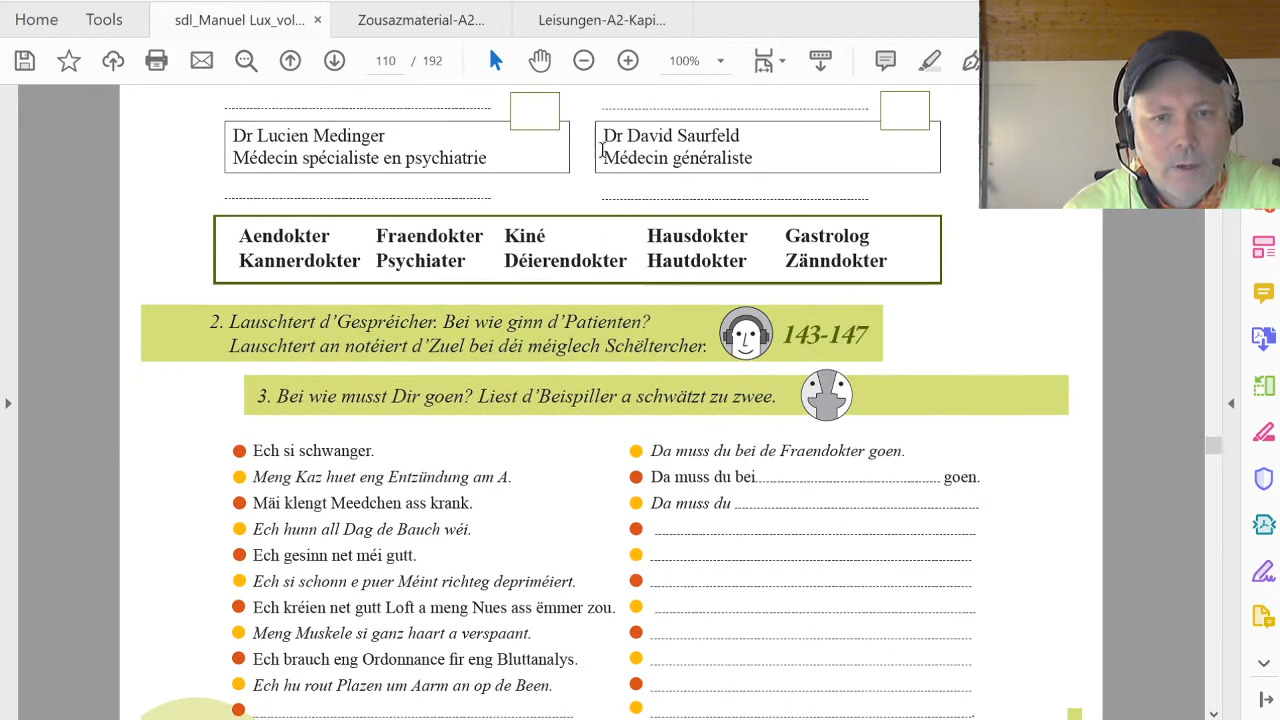 Home Tools sdl_Manuel Lux_vol... × Zousazmaterial-A2... Leisungen-A2-Kapi...
110 / 192 100%
Dr Lucien Medinger
Médecin spécialiste en psychiatrie
Dr David Saurfeld
Médecin généraliste
Aendokter Fraendokter Kiné Hausdokter Gastrolog
Kannerdokter Psychiater Déierendokter Hautdokter Zänndokter
2. Lauschtert d’Gespréicher. Bei wie ginn d’Patienten?
Lauschtert an notéiert d’Zuel bei déi méiglech Schëltercher.
143-147
3. Bei wie musst Dir goen? Liest d’Beispiller a schwätzt zu zwee.
Ech si schwanger. Da muss du bei de Fraendokter goen.
Meng Kaz huet eng Entzündung am A. Da muss du bei goen.
Mäi klengt Meedchen ass krank. Da muss du
Ech hunn all Dag de Bauch wéi.
Ech gesinn net méi gutt.
Ech si schonn e puer Méint richteg depriméiert.
Ech kréien net gutt Loft a meng Nues ass ëmmer zou.
Meng Muskele si ganz haart a verspaant.
Ech brauch eng Ordonnance fir eng Bluttanalys.
Ech hu rout Plazen um Aarm an op de Been.